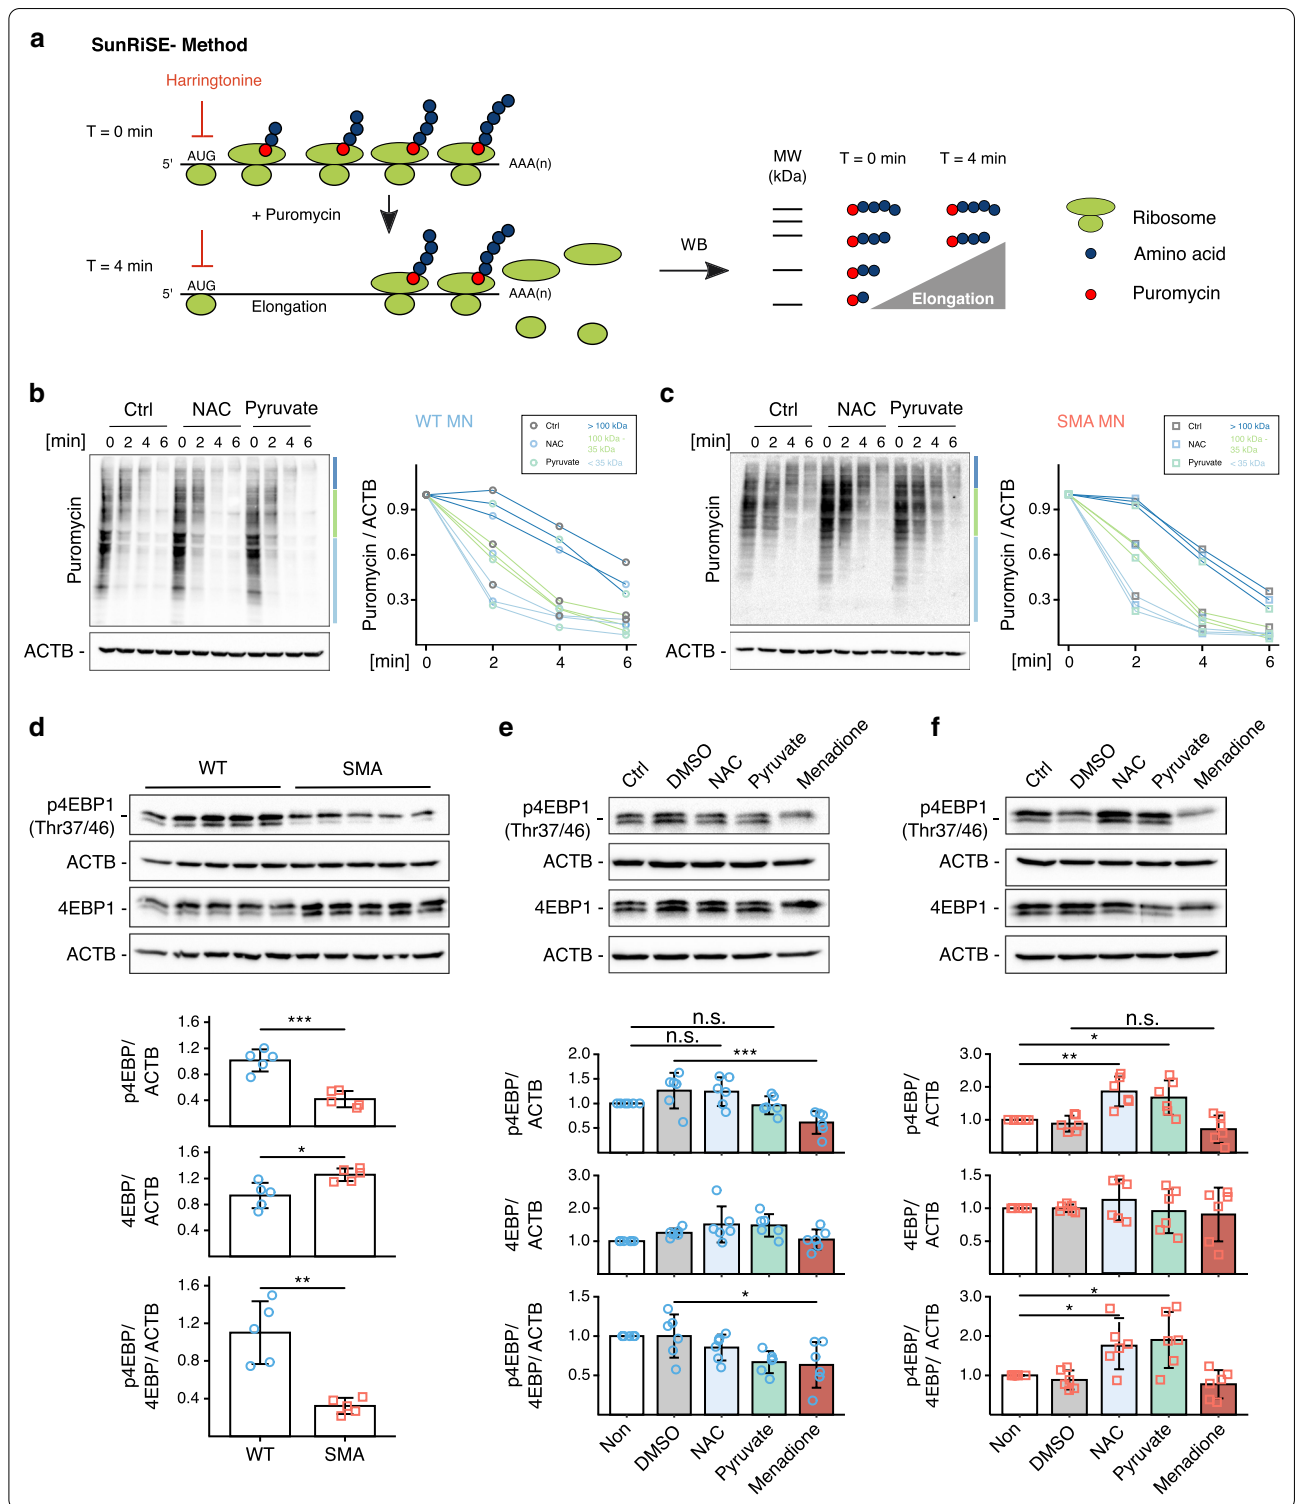 a
SunRiSE- Method
Harringtonine
T = 0 min
5'
AUG
AAA(n)
+ Puromycin
T = 4 min
5'
AUG
Elongation
AAA(n)
WB
MW
(kDa)
T = 0 min
T = 4 min
Elongation
Ribosome
Amino acid
Puromycin
b
Ctrl NAC Pyruvate
[min] 0 2 4 6 0 2 4 6 0 2 4 6
Puromycin
ACTB -
WT MN
Ctrl > 100 kDa
NAC 100 kDa - 35 kDa
Pyruvate < 35 kDa
Puromycin / ACTB
0.9
0.6
0.3
[min] 0 2 4 6
c
Ctrl NAC Pyruvate
[min] 0 2 4 6 0 2 4 6 0 2 4 6
Puromycin
ACTB -
SMA MN
Ctrl > 100 kDa
NAC 100 kDa - 35 kDa
Pyruvate < 35 kDa
Puromycin / ACTB
0.9
0.6
0.3
[min] 0 2 4 6
d
WT SMA
p4EBP1 -
(Thr37/46)
ACTB -
4EBP1 -
ACTB -
p4EBP/
ACTB
1.6
1.2
0.8
0.4
***
4EBP/
ACTB
1.6
1.2
0.8
0.4
*
p4EBP/
4EBP/ ACTB
1.6
1.2
0.8
0.4
**
WT SMA
e
Ctrl DMSO NAC Pyruvate Menadione
p4EBP1 -
(Thr37/46)
ACTB -
4EBP1 -
ACTB -
p4EBP/
ACTB
2.0
1.5
1.0
0.5
n.s.
n.s.
***
4EBP/
ACTB
3.0
2.0
1.0
p4EBP/
4EBP/ ACTB
1.5
1.0
0.5
*
Non DMSO NAC Pyruvate Menadione
f
Ctrl DMSO NAC Pyruvate Menadione
p4EBP1 -
(Thr37/46)
ACTB -
4EBP1 -
ACTB -
p4EBP/
ACTB
3.0
2.0
1.0
n.s.
*
**
4EBP/
ACTB
1.5
1.0
0.5
p4EBP/
4EBP/ ACTB
3.0
2.0
1.0
*
*
Non DMSO NAC Pyruvate Menadione